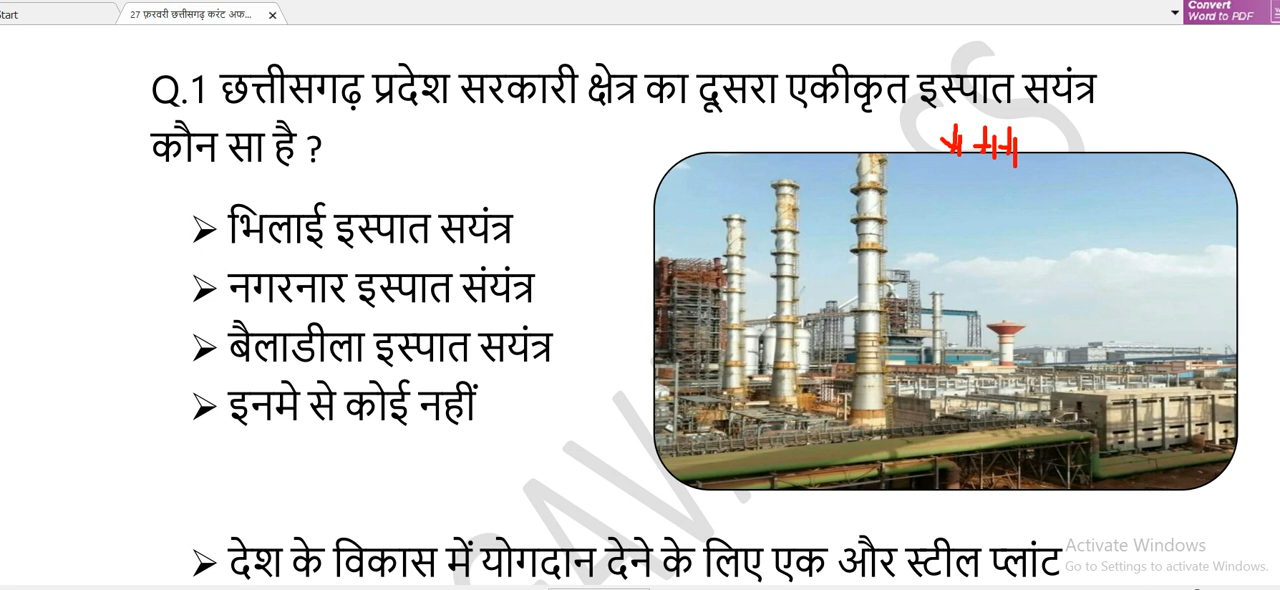 tart
27 फ़रवरी छत्तीसगढ़ करंट अफ...
Convert
Word to PDF
Q.1 छत्तीसगढ़ प्रदेश सरकारी क्षेत्र का दूसरा एकीकृत इस्पात सयंत्र
कौन सा है ?
➢ भिलाई इस्पात सयंत्र
➢ नगरनार इस्पात संयंत्र
➢ बैलाडीला इस्पात सयंत्र
➢ इनमे से कोई नहीं
➢ देश के विकास में योगदान देने के लिए एक और स्टील प्लांट
Activate Windows
Go to Settings to activate Windows.